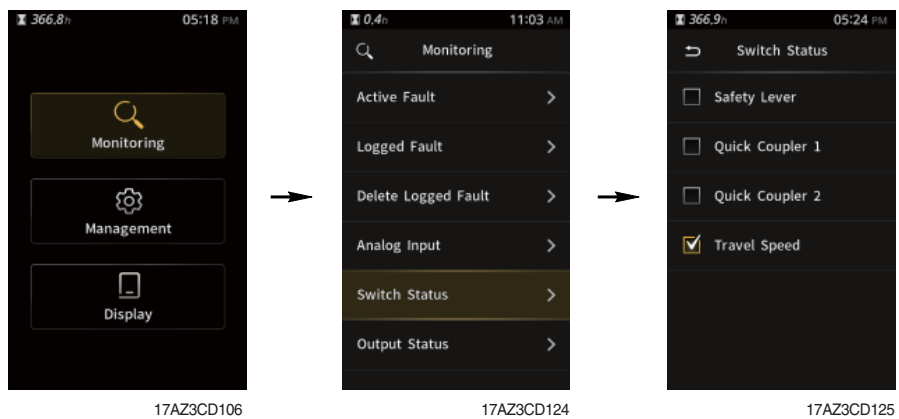 366.8h 05:18 PM
Monitoring
Management
Display
17AZ3CD106
0.4h 11:03 AM
Monitoring
Active Fault
Logged Fault
Delete Logged Fault
Analog Input
Switch Status
Output Status
17AZ3CD124
366.9h 05:24 PM
Switch Status
Safety Lever
Quick Coupler 1
Quick Coupler 2
Travel Speed
17AZ3CD125